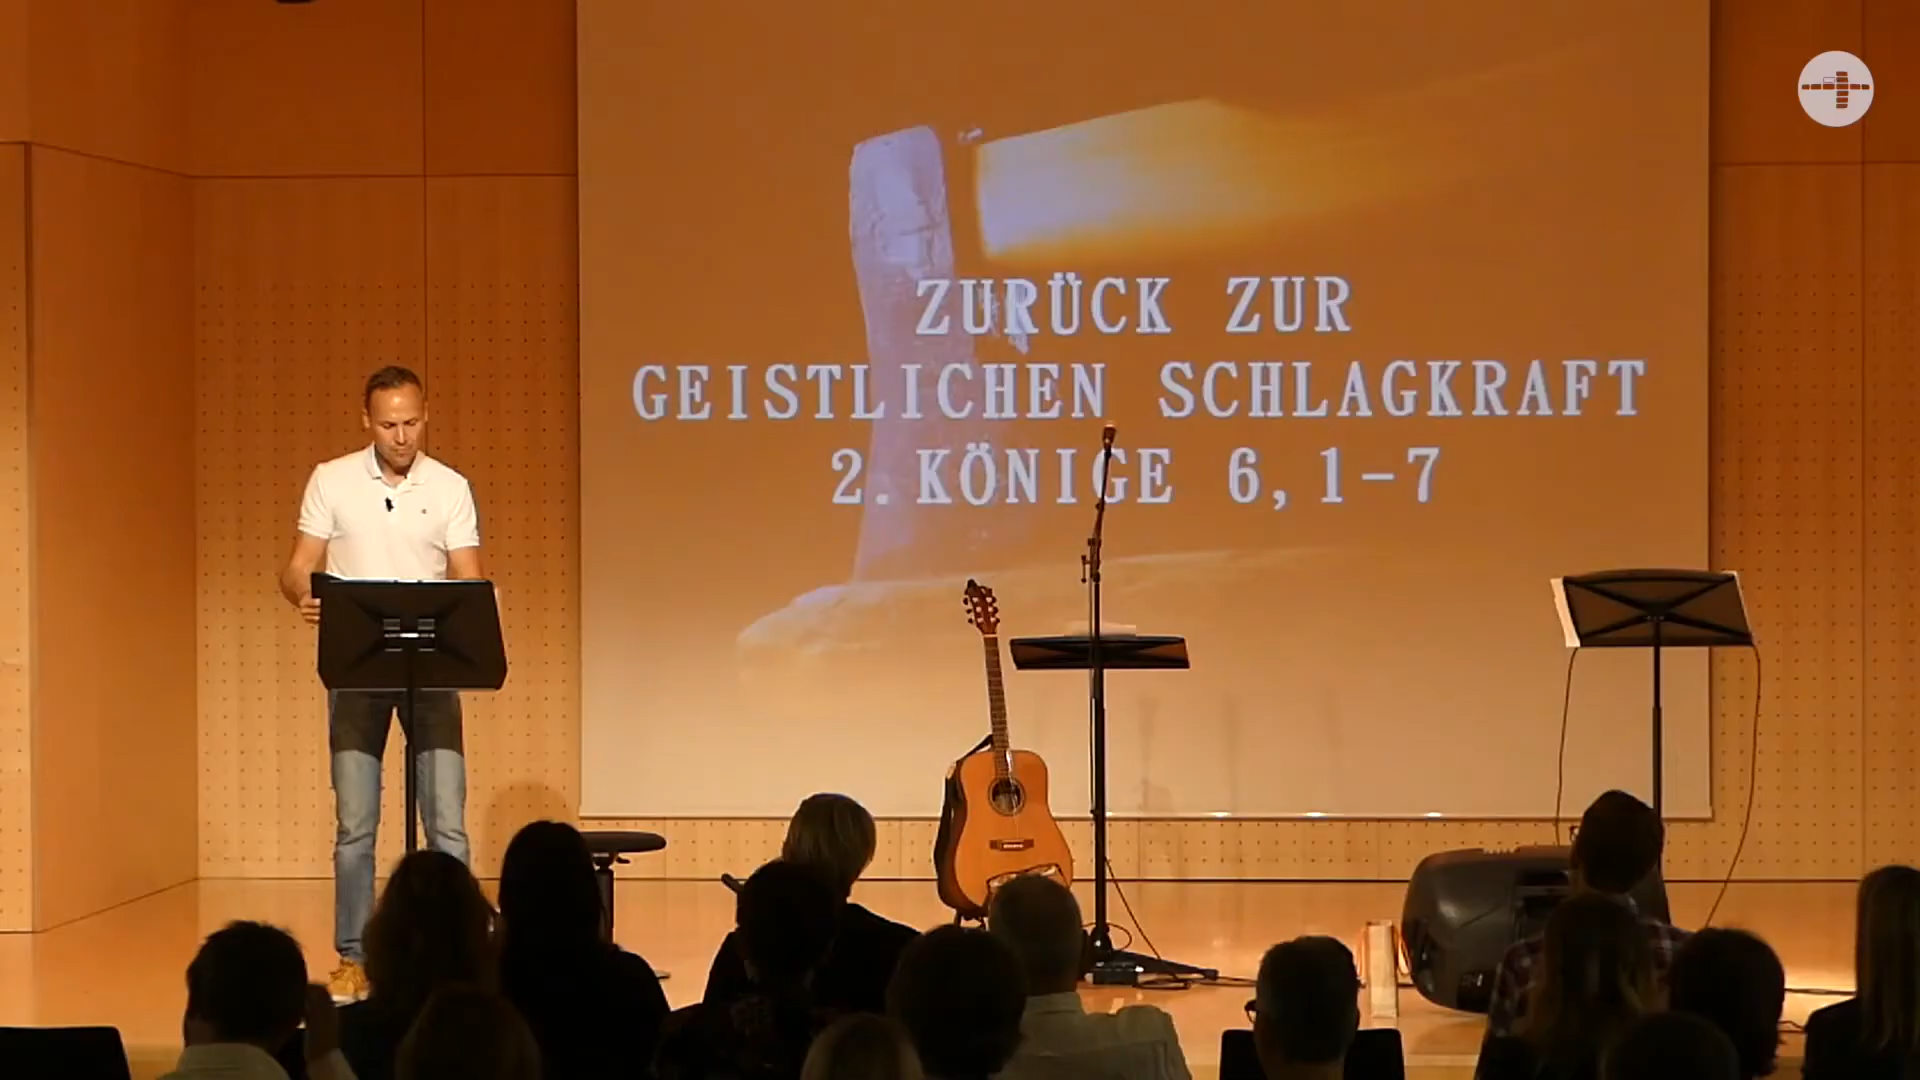 ZURÜCK ZUR
GEISTLICHEN SCHLAGKRAFT
2. KÖNIGE 6, 1-7